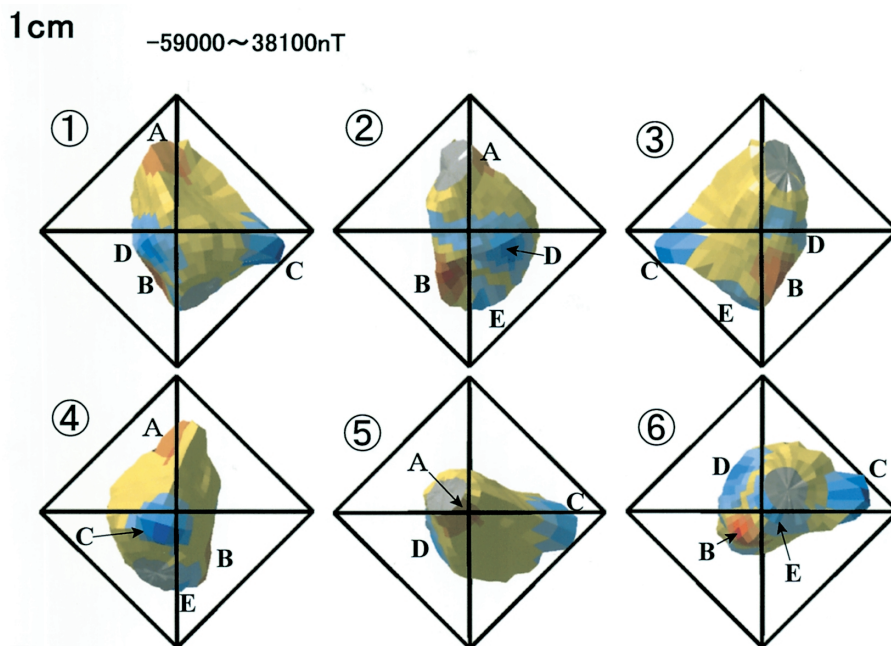 1cm
-59000～38100nT
① ② ③
A A
D D D
B B B
C C
E E
④ ⑤ ⑥
A A D C
C C
D
B B
E E